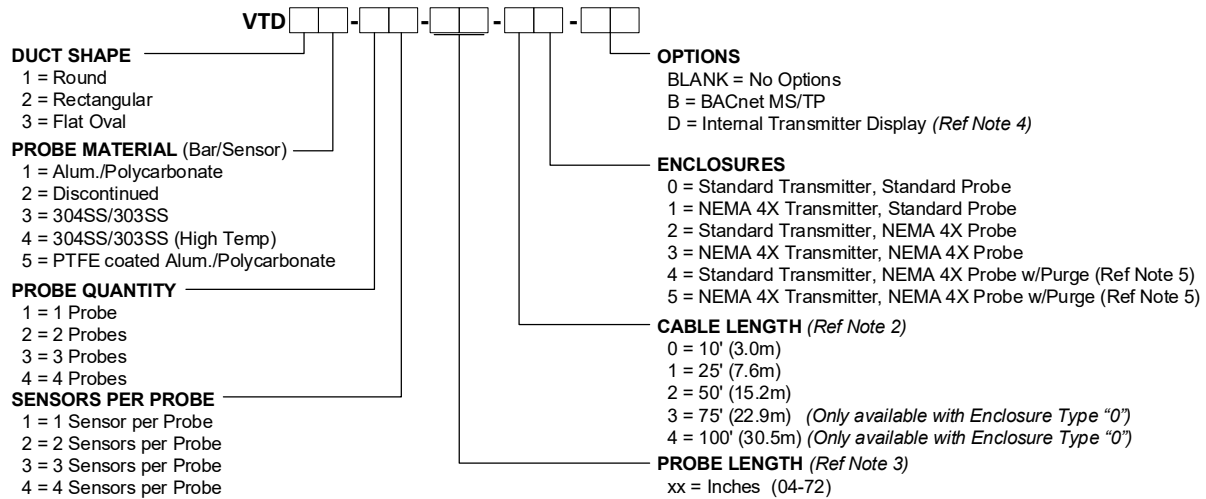 VTD - - - -
DUCT SHAPE
1 = Round
2 = Rectangular
3 = Flat Oval
PROBE MATERIAL (Bar/Sensor)
1 = Alum./Polycarbonate
2 = Discontinued
3 = 304SS/303SS
4 = 304SS/303SS (High Temp)
5 = PTFE coated Alum./Polycarbonate
PROBE QUANTITY
1 = 1 Probe
2 = 2 Probes
3 = 3 Probes
4 = 4 Probes
SENSORS PER PROBE
1 = 1 Sensor per Probe
2 = 2 Sensors per Probe
3 = 3 Sensors per Probe
4 = 4 Sensors per Probe
OPTIONS
BLANK = No Options
B = BACnet MS/TP
D = Internal Transmitter Display (Ref Note 4)
ENCLOSURES
0 = Standard Transmitter, Standard Probe
1 = NEMA 4X Transmitter, Standard Probe
2 = Standard Transmitter, NEMA 4X Probe
3 = NEMA 4X Transmitter, NEMA 4X Probe
4 = Standard Transmitter, NEMA 4X Probe w/Purge (Ref Note 5)
5 = NEMA 4X Transmitter, NEMA 4X Probe w/Purge (Ref Note 5)
CABLE LENGTH (Ref Note 2)
0 = 10' (3.0m)
1 = 25' (7.6m)
2 = 50' (15.2m)
3 = 75' (22.9m) (Only available with Enclosure Type "0")
4 = 100' (30.5m) (Only available with Enclosure Type "0")
PROBE LENGTH (Ref Note 3)
xx = Inches (04-72)